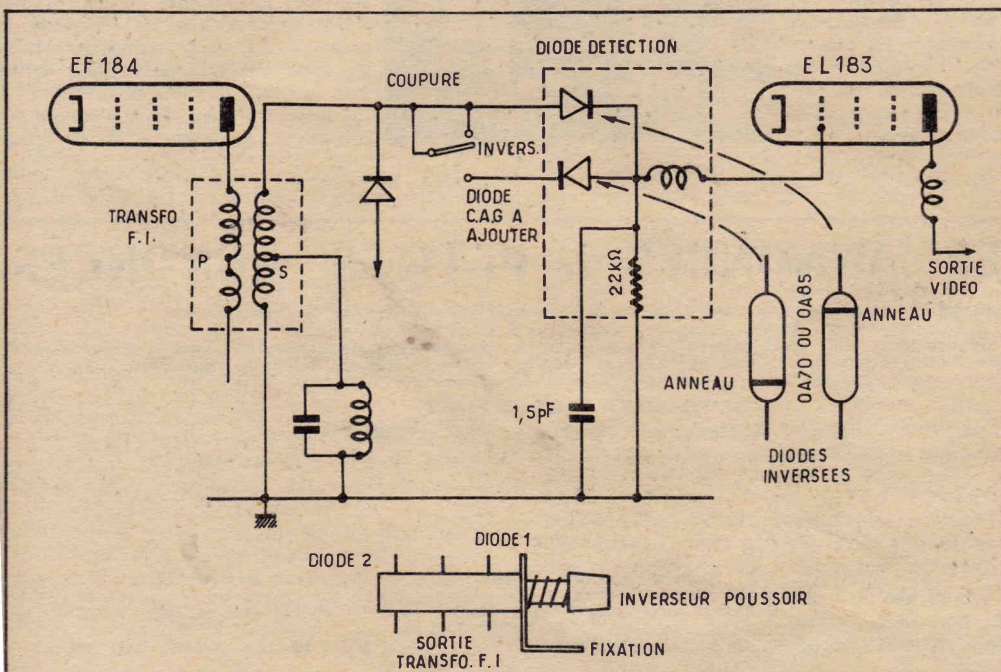 EF 184
COUPURE
DIODE DETECTION
EL183
INVERS.
DIODE
C.A.G A
AJOUTER
TRANSFO
F.I.
P
S
22kΩ
1,5pF
SORTIE
VIDEO
ANNEAU
OA70 OU OA85
ANNEAU
DIODES
INVERSEES
DIODE 1
DIODE 2
INVERSEUR POUSSOIR
SORTIE
TRANSFO. F.I
FIXATION